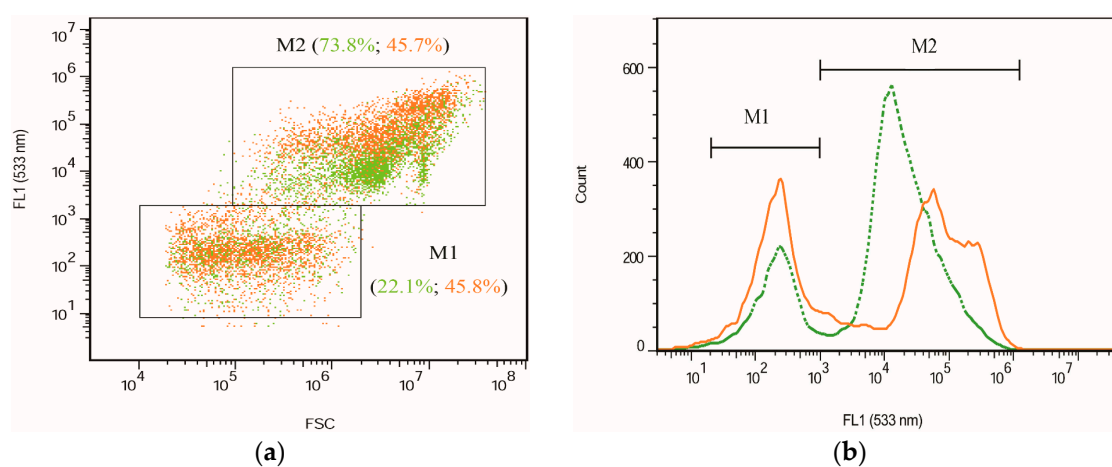 M2 (73.8%; 45.7%)
10⁷
10⁶
10⁵
10⁴
10³
10²
10¹
FL1 (533 nm)
M1
(22.1%; 45.8%)
10⁴ 10⁵ 10⁶ 10⁷ 10⁸
FSC
(a)
M2
M1
600
400
200
0
Count
10¹ 10² 10³ 10⁴ 10⁵ 10⁶ 10⁷
FL1 (533 nm)
(b)